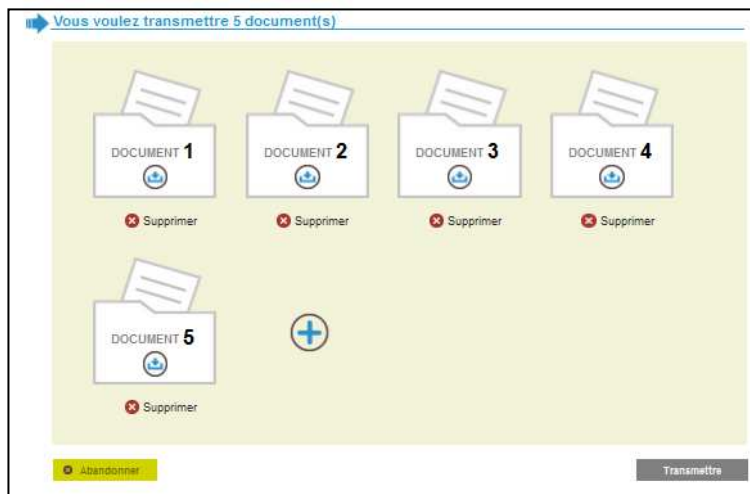 Vous voulez transmettre 5 document(s)
DOCUMENT 1 DOCUMENT 2 DOCUMENT 3 DOCUMENT 4
Supprimer Supprimer Supprimer Supprimer
DOCUMENT 5
Supprimer
Abandonner Transmettre